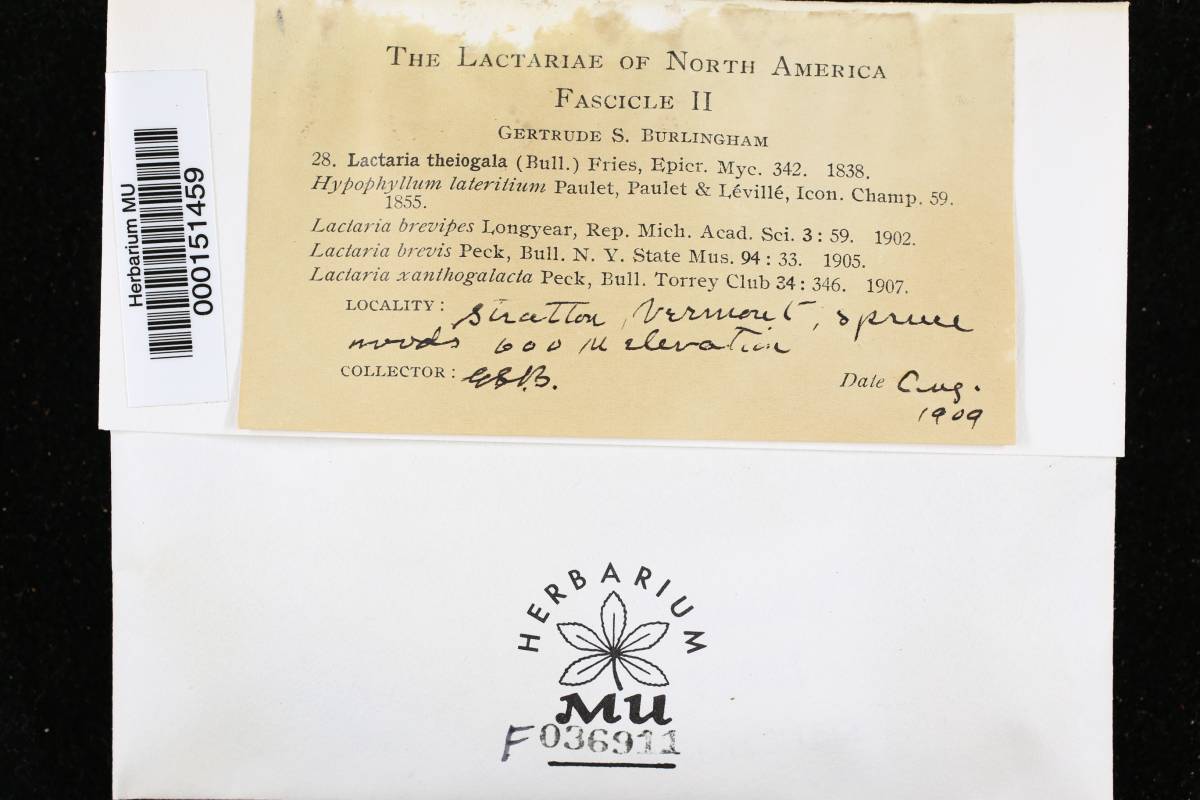 THE LACTARIAE OF NORTH AMERICA
FASCICLE II
GERTRUDE S. BURLINGHAM
28. Lactaria theiogala (Bull.) Fries, Epicr. Myc. 342. 1838.
Hypophyllum lateritium Paulet, Paulet & Lévillé, Icon. Champ. 59.
1855.
Lactaria brevipes Longyear, Rep. Mich. Acad. Sci. 3 : 59. 1902.
Lactaria brevis Peck, Bull. N. Y. State Mus. 94 : 33. 1905.
Lactaria xanthogalacta Peck, Bull. Torrey Club 34 : 346. 1907.
LOCALITY : Stratton, Vermont, spruce
woods 600 M elevation
COLLECTOR : GSB.
Date Aug.
1909
Herbarium MU
000151459
HERBARIUM
MU
F036911